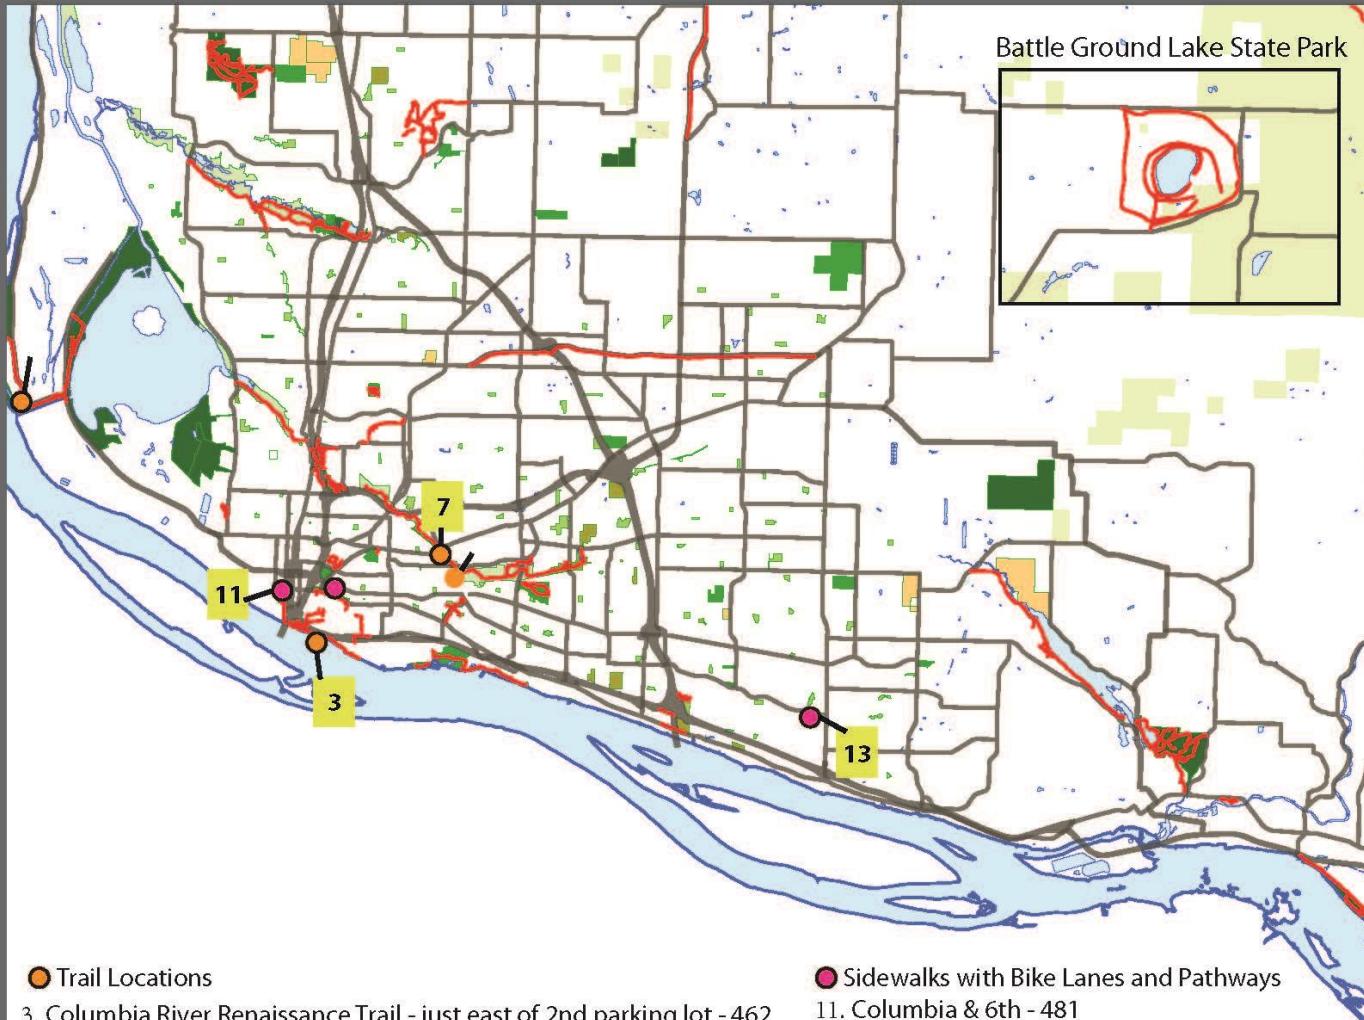 Battle Ground Lake State Park
7
11
3
13
Trail Locations
3. Columbia River Renaissance Trail - just east of 2nd parking lot - 462
Sidewalks with Bike Lanes and Pathways
11. Columbia & 6th - 481